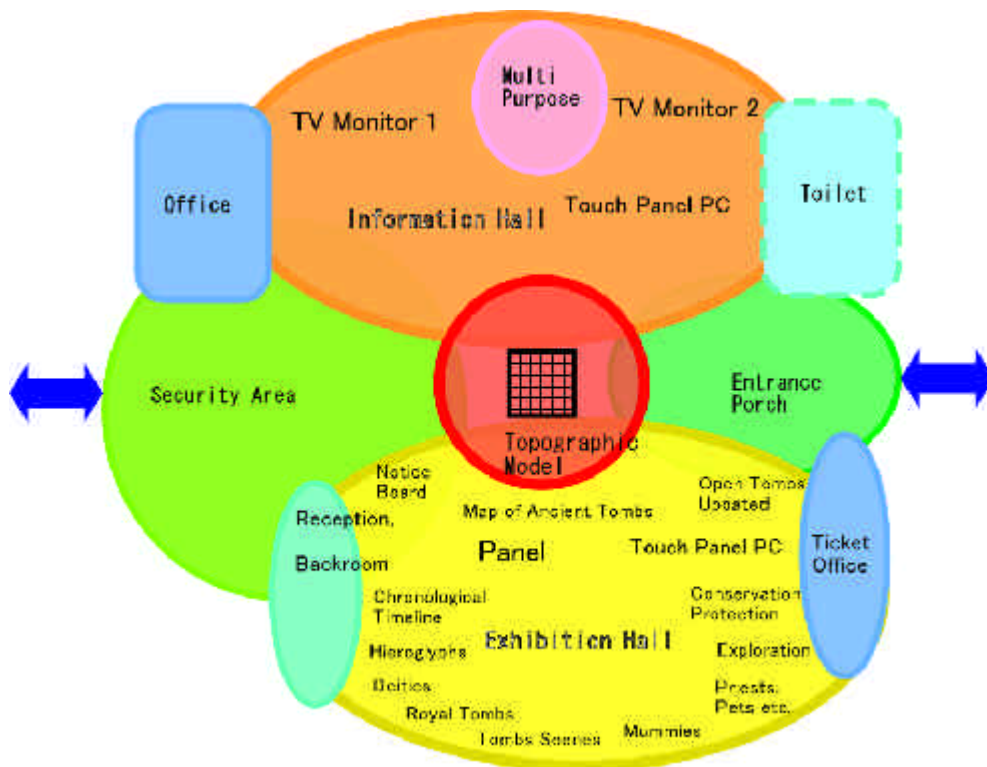 Multi
Purpose
TV Monitor 1
TV Monitor 2
Office
Toilet
Touch Panel PC
Information Hall
Security Area
Entrance
Porch
Topographic
Model
Notice
Board
Open Tombs
Updated
Reception,
Map of Ancient Tombs
Panel
Touch Panel PC
Ticket
Office
Backroom
Chronological
Timeline
Conservation
Protection
Exhibition Hall
Hieroglyphs
Exploration
Deities
Priests.
Pets etc.
Royal Tombs
Tombs Scenes
Mummies